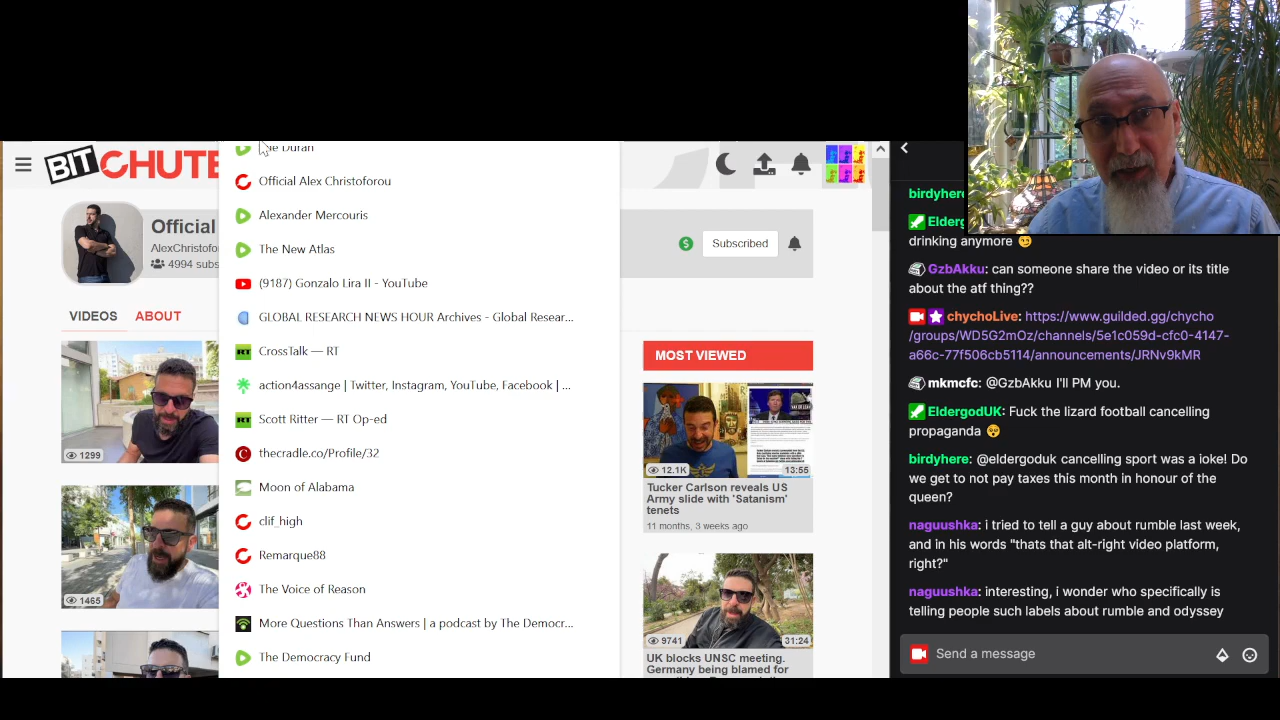 BITCHUTE
Official
AlexChristofo
4994 subs
VIDEOS ABOUT
1299
1465
The Duran
Official Alex Christoforou
Alexander Mercouris
The New Atlas
(9187) Gonzalo Lira II - YouTube
GLOBAL RESEARCH NEWS HOUR Archives - Global Resear...
RT CrossTalk — RT
action4assange | Twitter, Instagram, YouTube, Facebook | ...
RT Scott Ritter — RT Op-ed
C thecradle.co/Profile/32
Moon of Alabama
clif_high
Remarque88
The Voice of Reason
More Questions Than Answers | a podcast by The Democr...
The Democracy Fund
$ Subscribed
MOST VIEWED
12.1K 13:55
Tucker Carlson reveals US
Army slide with 'Satanism'
tenets
11 months, 3 weeks ago
9741 31:24
UK blocks UNSC meeting.
Germany being blamed for
birdyhere
Elderg
drinking anymore 😏
GzbAkku: can someone share the video or its title
about the atf thing??
chychoLive: https://www.guilded.gg/chycho
/groups/WD5G2mOz/channels/5e1c059d-cfc0-4147-
a66c-77f506cb5114/announcements/JRNv9kMR
mkmcfc: @GzbAkku I'll PM you.
EldergodUK: Fuck the lizard football cancelling
propaganda 😲
birdyhere: @eldergoduk cancelling sport was a joke! Do
we get to not pay taxes this month in honour of the
queen?
naguushka: i tried to tell a guy about rumble last week,
and in his words "thats that alt-right video platform,
right?"
naguushka: interesting, i wonder who specifically is
telling people such labels about rumble and odyssey
Send a message